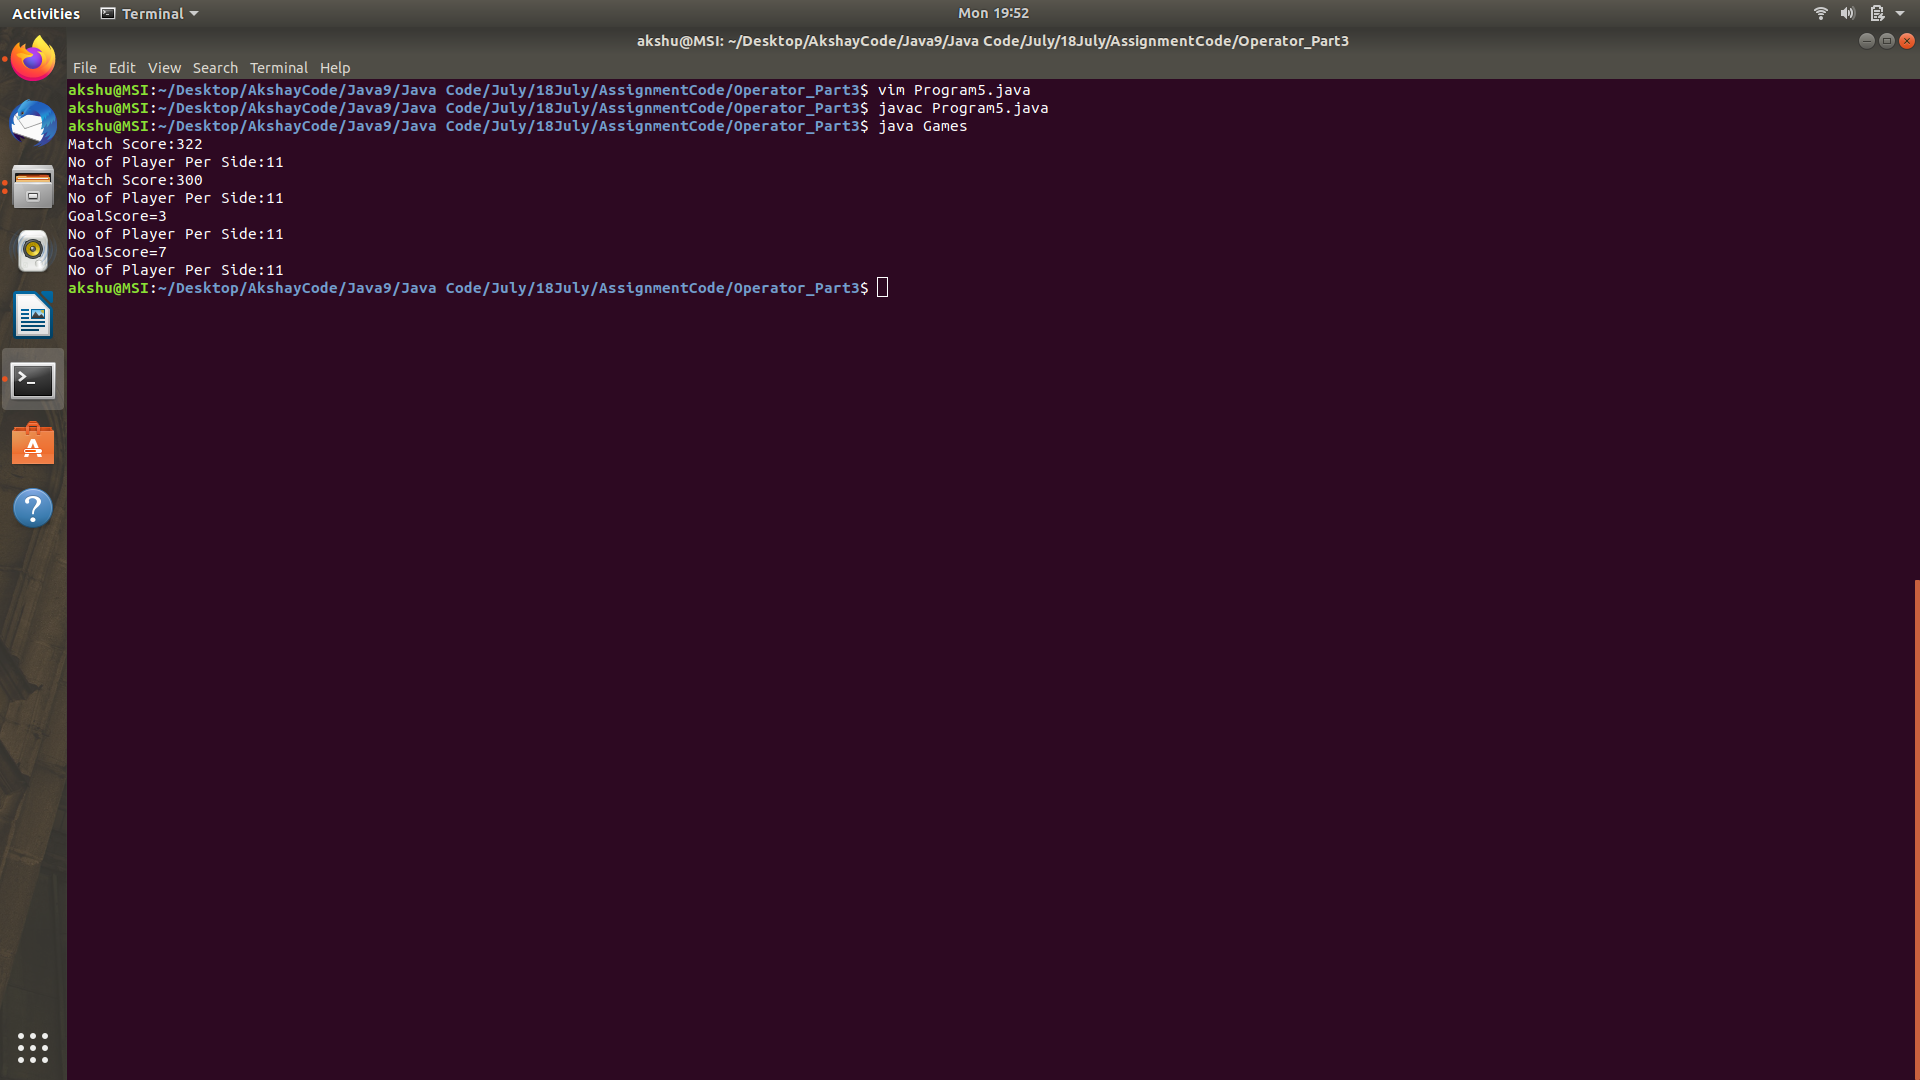 Activities Terminal Mon 19:52
akshu@MSI: ~/Desktop/AkshayCode/Java9/Java Code/July/18July/AssignmentCode/Operator_Part3
File Edit View Search Terminal Help
akshu@MSI:~/Desktop/AkshayCode/Java9/Java Code/July/18July/AssignmentCode/Operator_Part3$ vim Program5.java
akshu@MSI:~/Desktop/AkshayCode/Java9/Java Code/July/18July/AssignmentCode/Operator_Part3$ javac Program5.java
akshu@MSI:~/Desktop/AkshayCode/Java9/Java Code/July/18July/AssignmentCode/Operator_Part3$ java Games
Match Score:322
No of Player Per Side:11
Match Score:300
No of Player Per Side:11
GoalScore=3
No of Player Per Side:11
GoalScore=7
No of Player Per Side:11
akshu@MSI:~/Desktop/AkshayCode/Java9/Java Code/July/18July/AssignmentCode/Operator_Part3$